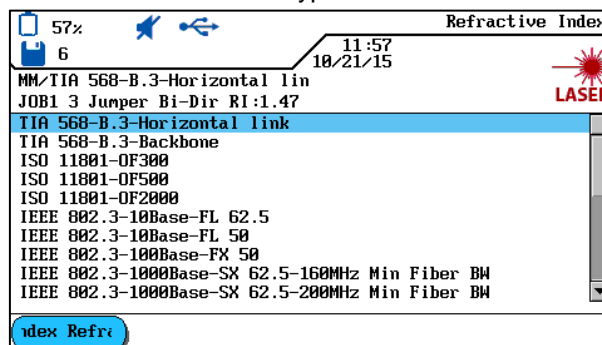 57%
Refractive Index
6
11:57
10/21/15
MM/TIA 568-B.3-Horizontal lin
JOB1 3 Jumper Bi-Dir RI:1.47
LASER
TIA 568-B.3-Horizontal link
TIA 568-B.3-Backbone
ISO 11801-OF300
ISO 11801-OF500
ISO 11801-OF2000
IEEE 802.3-10Base-FL 62.5
IEEE 802.3-10Base-FL 50
IEEE 802.3-100Base-FX 50
IEEE 802.3-1000Base-SX 62.5-160MHz Min Fiber BW
IEEE 802.3-1000Base-SX 62.5-200MHz Min Fiber BW
ndex Refra